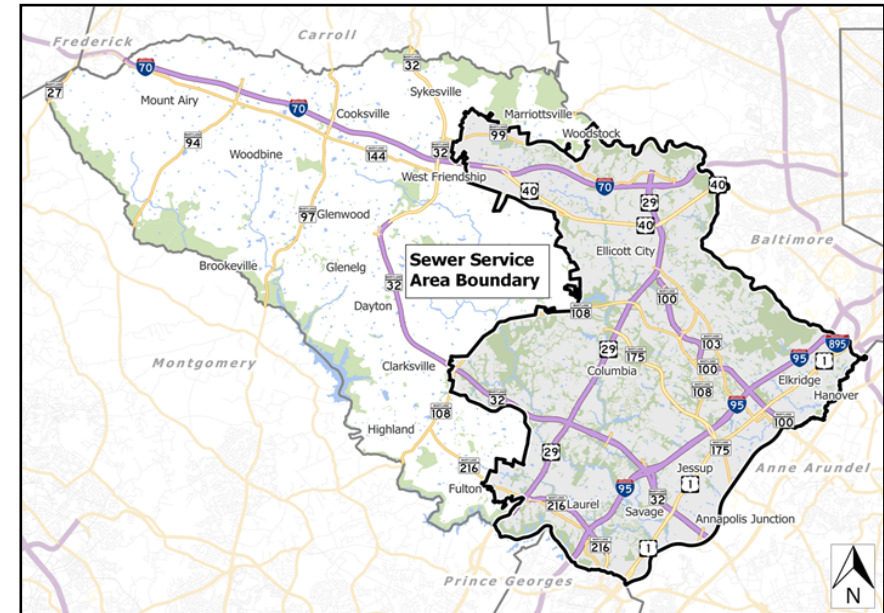 Frederick
Carroll
70
32
Sykesville
27
Mount Airy
70
Cooksville
Marriottsville
99
Woodstock
94
Woodbine
144
32
West Friendship
40
70
40
29
97
Glenwood
40
Baltimore
Ellicott City
Sewer Service
Area Boundary
Brookeville
Glenelg
32
Dayton
100
108
103
895
29
175
95
1
Montgomery
Columbia
100
Clarksville
Elkridge
108
32
95
Hanover
108
100
Highland
29
175
216
Jessup
Anne Arundel
Fulton
95
1
32
216
Laurel
Savage
Annapolis Junction
216
1
Prince Georges
N